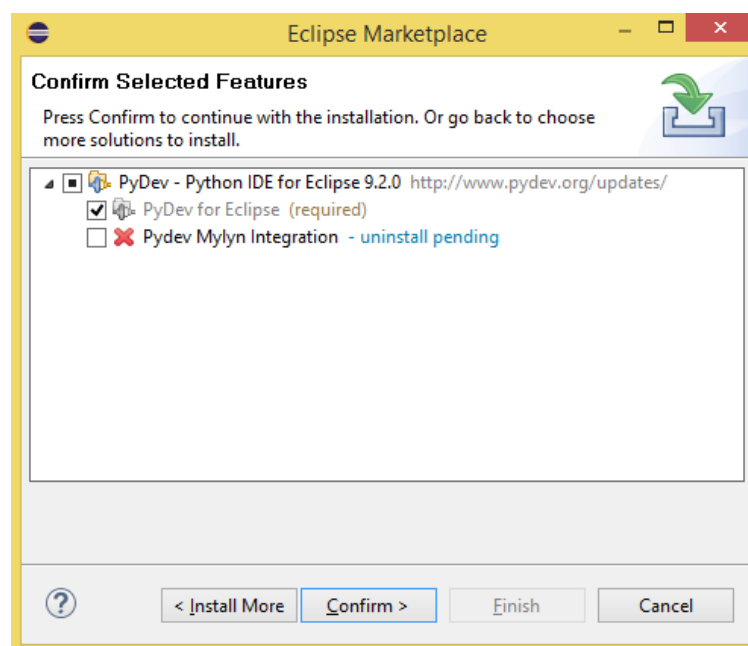 Eclipse Marketplace
Confirm Selected Features
Press Confirm to continue with the installation. Or go back to choose
more solutions to install.
PyDev - Python IDE for Eclipse 9.2.0 http://www.pydev.org/updates/
PyDev for Eclipse (required)
Pydev Mylyn Integration - uninstall pending
?
< Install More Confirm > Finish Cancel